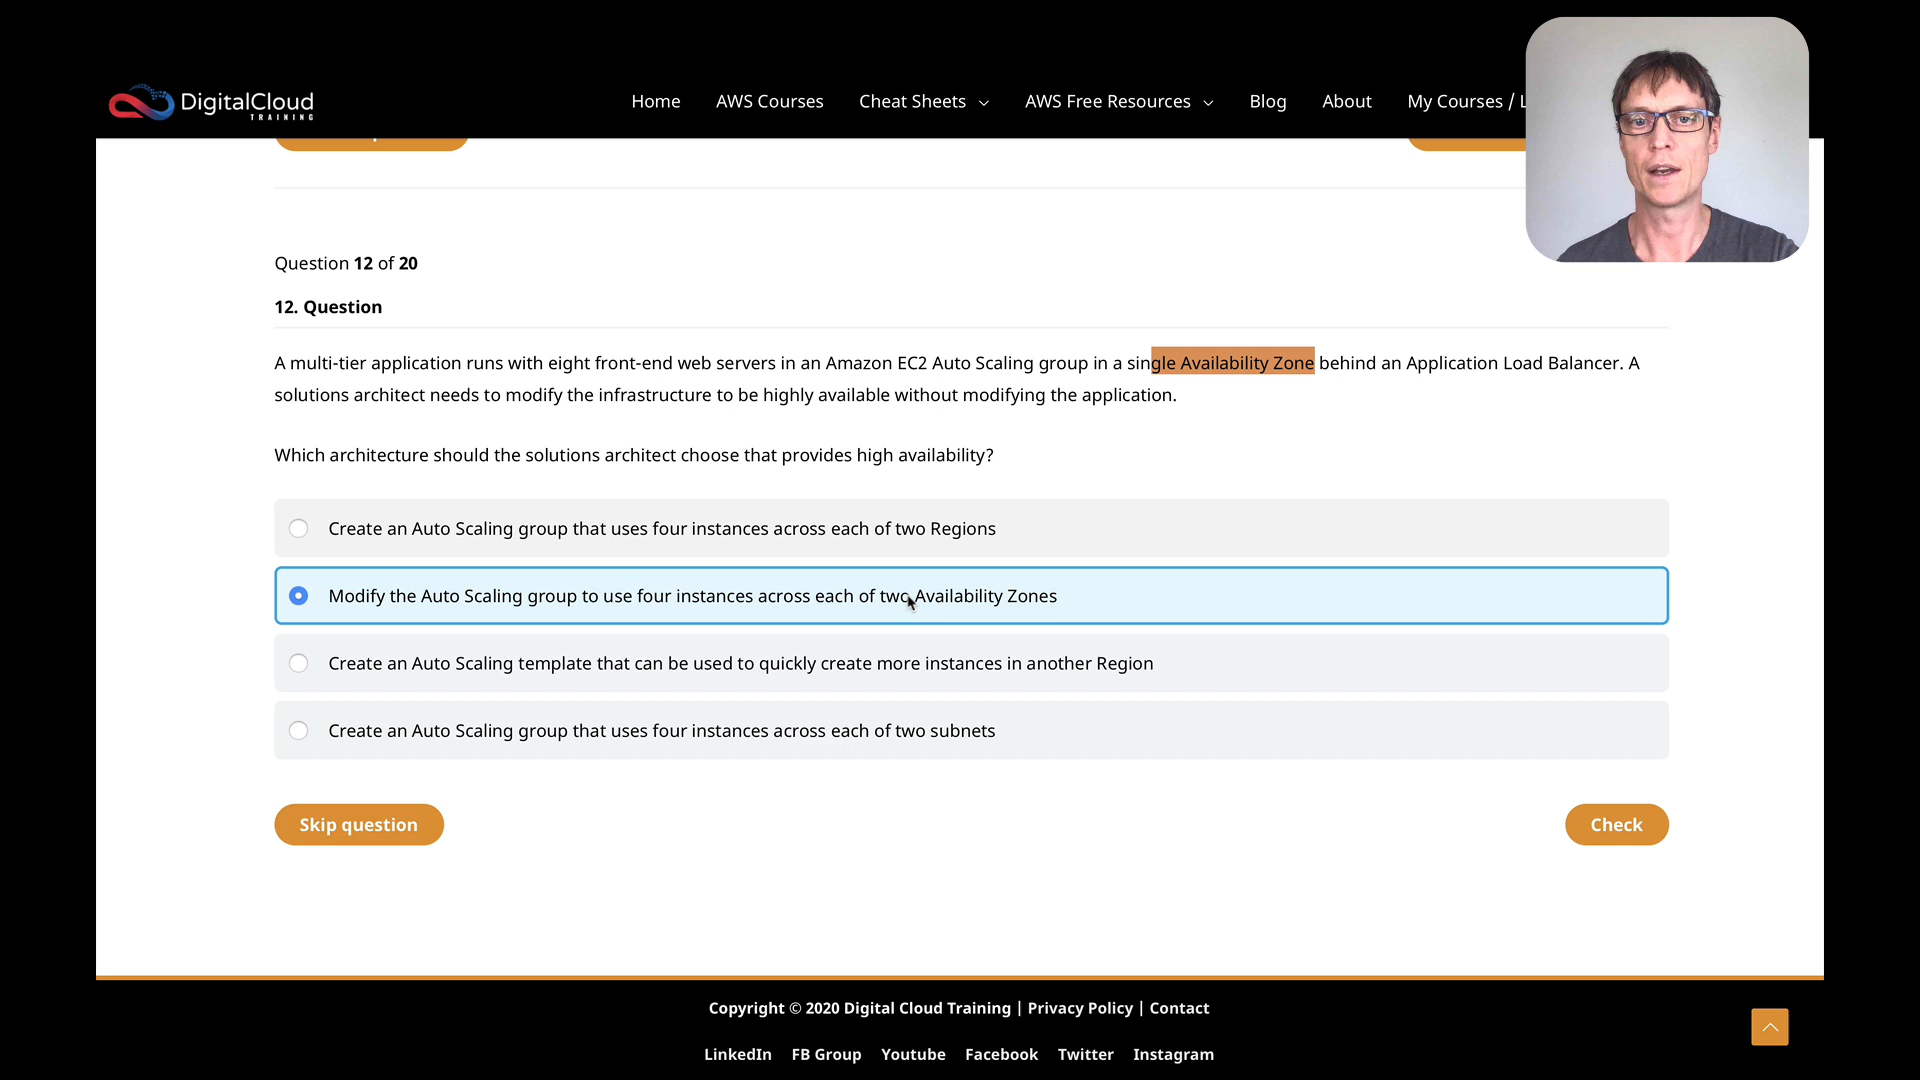 DigitalCloud
TRAINING
Home AWS Courses Cheat Sheets AWS Free Resources Blog About My Courses / L
Question 12 of 20
12. Question
A multi-tier application runs with eight front-end web servers in an Amazon EC2 Auto Scaling group in a single Availability Zone behind an Application Load Balancer. A
solutions architect needs to modify the infrastructure to be highly available without modifying the application.
Which architecture should the solutions architect choose that provides high availability?
Create an Auto Scaling group that uses four instances across each of two Regions
Modify the Auto Scaling group to use four instances across each of two Availability Zones
Create an Auto Scaling template that can be used to quickly create more instances in another Region
Create an Auto Scaling group that uses four instances across each of two subnets
Skip question
Check
Copyright © 2020 Digital Cloud Training | Privacy Policy | Contact
LinkedIn FB Group Youtube Facebook Twitter Instagram